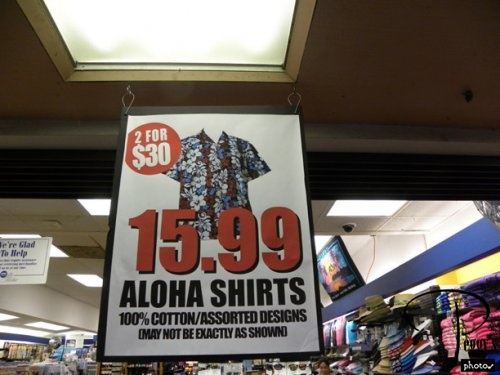 2 FOR
$30
15.99
ALOHA SHIRTS
100% COTTON/ASSORTED DESIGNS
(MAY NOT BE EXACTLY AS SHOWN)
We're Glad
To Help
photos